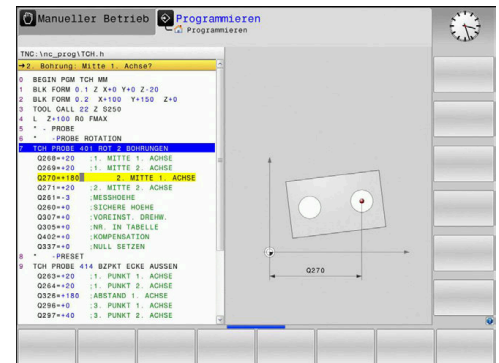 Manueller Betrieb
Programmieren
Programmieren
TNC:\nc_prog\TCH.h
→2. Bohrung: Mitte 1. Achse?
0 BEGIN PGM TCH MM
1 BLK FORM 0.1 Z X+0 Y+0 Z-20
2 BLK FORM 0.2 X+100 Y+150 Z+0
3 TOOL CALL 22 Z S250
4 L Z+100 R0 FMAX
5 * - PROBE
6 * -PROBE ROTATION
7 TCH PROBE 401 ROT 2 BOHRUNGEN
Q268=+20 ;1. MITTE 1. ACHSE
Q269=+20 ;1. MITTE 2. ACHSE
Q270=+180 2. MITTE 1. ACHSE
Q271=+20 ;2. MITTE 2. ACHSE
Q261=-3 ;MESSHOEHE
Q260=+0 ;SICHERE HOEHE
Q307=+0 ;VOREINST. DREHW.
Q305=+0 ;NR. IN TABELLE
Q402=+0 ;KOMPENSATION
Q337=+0 ;NULL SETZEN
8 * -PRESET
9 TCH PROBE 414 BZPKT ECKE AUSSEN
Q263=+20 ;1. PUNKT 1. ACHSE
Q264=+20 ;1. PUNKT 2. ACHSE
Q326=+180 ;ABSTAND 1. ACHSE
Q296=+0 ;3. PUNKT 1. ACHSE
Q297=+40 ;3. PUNKT 2. ACHSE
Q270